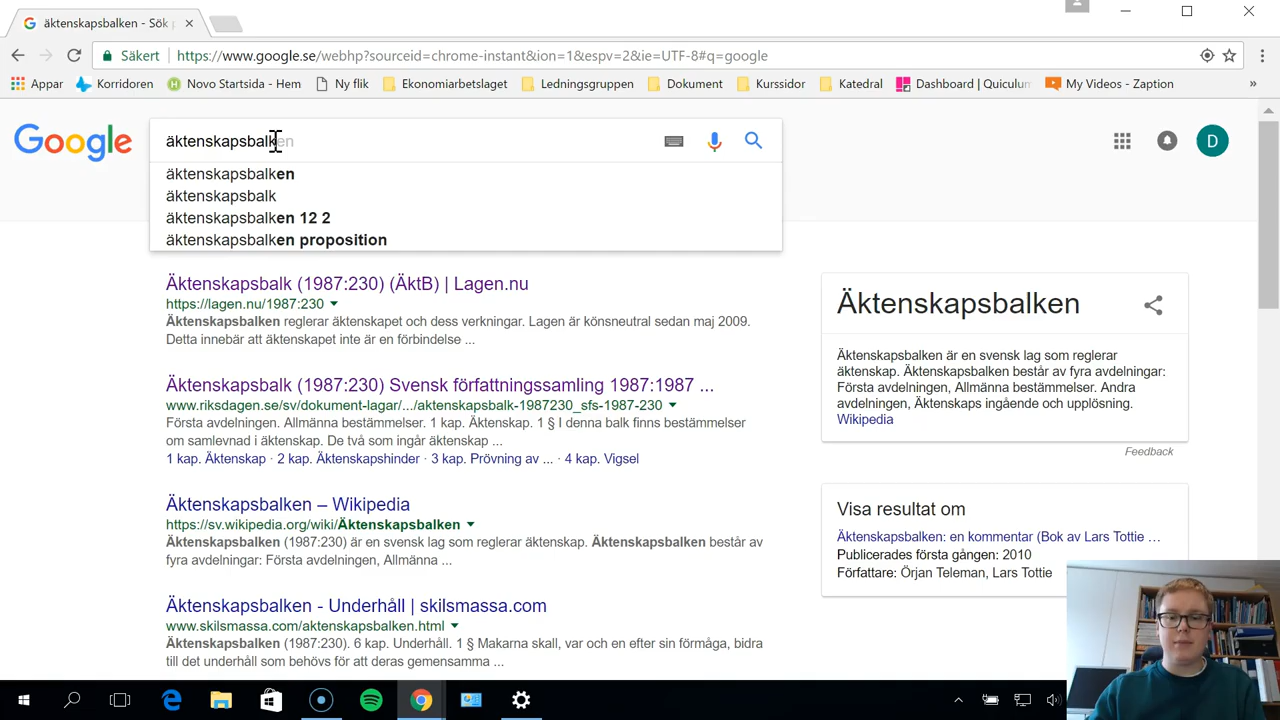 äktenskapsbalken - Sök
Säkert
https://www.google.se/webhp?sourceid=chrome-instant&ion=1&espv=2&ie=UTF-8#q=google
Appar
Korridoren
Novo Startsida - Hem
Ny flik
Ekonomiarbetslaget
Ledningsgruppen
Dokument
Kurssidor
Katedral
Dashboard | Quiculum
My Videos - Zaption
»
Google
äktenskapsbalken
D
äktenskapsbalken
äktenskapsbalk
äktenskapsbalken 12 2
äktenskapsbalken proposition
Äktenskapsbalk (1987:230) (ÄktB) | Lagen.nu
https://lagen.nu/1987:230
Äktenskapsbalken reglerar äktenskapet och dess verkningar. Lagen är könsneutral sedan maj 2009.
Detta innebär att äktenskapet inte är en förbindelse ...
Äktenskapsbalk (1987:230) Svensk författningssamling 1987:1987 ...
www.riksdagen.se/sv/dokument-lagar/.../aktenskapsbalk-1987230_sfs-1987-230
Första avdelningen. Allmänna bestämmelser. 1 kap. Äktenskap. 1 § I denna balk finns bestämmelser
om samlevnad i äktenskap. De två som ingår äktenskap ...
1 kap. Äktenskap · 2 kap. Äktenskapshinder · 3 kap. Prövning av ... · 4 kap. Vigsel
Äktenskapsbalken – Wikipedia
https://sv.wikipedia.org/wiki/Äktenskapsbalken
Äktenskapsbalken (1987:230) är en svensk lag som reglerar äktenskap. Äktenskapsbalken består av
fyra avdelningar: Första avdelningen, Allmänna ...
Äktenskapsbalken - Underhåll | skilsmassa.com
www.skilsmassa.com/aktenskapsbalken.html
Äktenskapsbalken (1987:230). 6 kap. Underhåll. 1 § Makarna skall, var och en efter sin förmåga, bidra
till det underhåll som behövs för att deras gemensamma ...
Äktenskapsbalken
Äktenskapsbalken är en svensk lag som reglerar
äktenskap. Äktenskapsbalken består av fyra avdelningar:
Första avdelningen, Allmänna bestämmelser. Andra
avdelningen, Äktenskaps ingående och upplösning.
Wikipedia
Feedback
Visa resultat om
Äktenskapsbalken: en kommentar (Bok av Lars Tottie ...
Publicerades första gången: 2010
Författare: Örjan Teleman, Lars Tottie